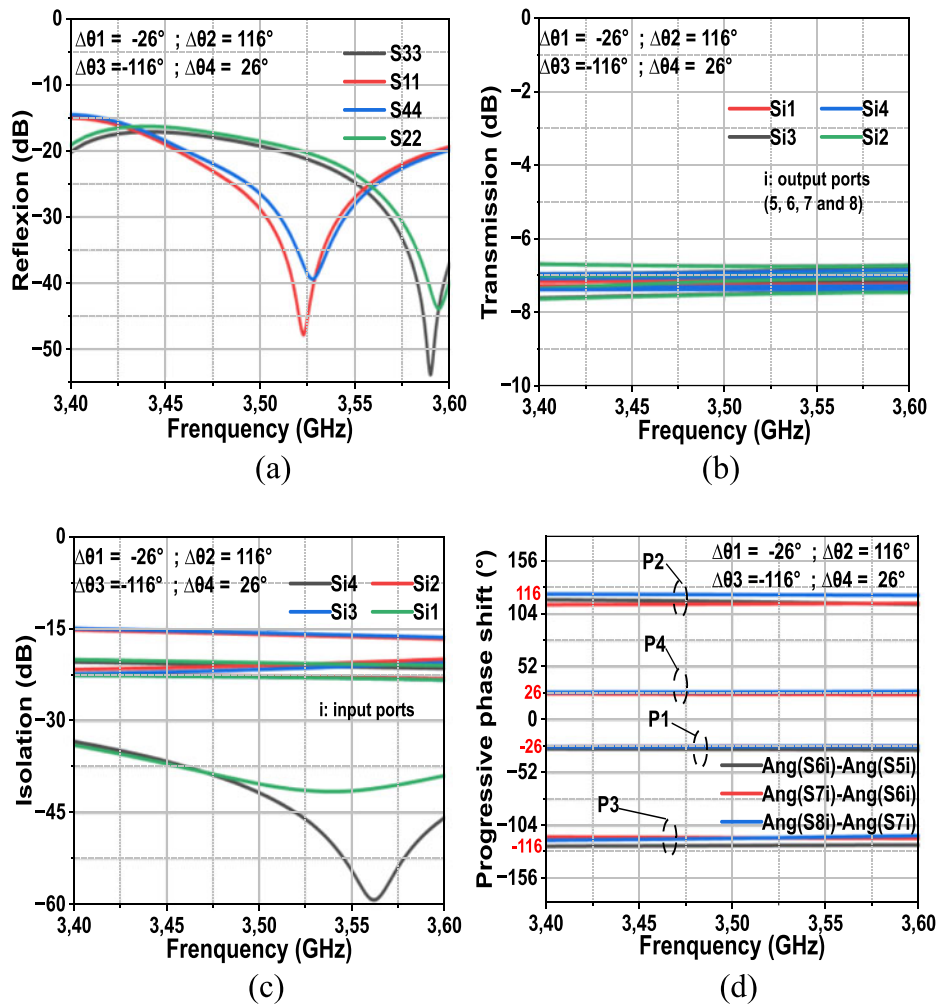 Δθ1 = -26° ; Δθ2 = 116°
Δθ3 =-116° ; Δθ4 = 26°
S33
S11
S44
S22
Reflexion (dB)
0
−10
−20
−30
−40
−50
3,40
3,45
3,50
3,55
3,60
Frenquency (GHz)
(a)
Δθ1 = -26° ; Δθ2 = 116°
Δθ3 =-116° ; Δθ4 = 26°
Si1
Si4
Si3
Si2
i: output ports
(5, 6, 7 and 8)
Transmission (dB)
0
−2
−4
−6
−8
−10
3,40
3,45
3,50
3,55
3,60
Frequency (GHz)
(b)
Δθ1 = -26° ; Δθ2 = 116°
Δθ3 =-116° ; Δθ4 = 26°
Si4
Si2
Si3
Si1
i: input ports
Isolation (dB)
0
−15
−30
−45
−60
3,40
3,45
3,50
3,55
3,60
Frenquency (GHz)
(c)
Δθ1 = -26° ; Δθ2 = 116°
Δθ3 =-116° ; Δθ4 = 26°
P2
P4
P1
P3
Ang(S6i)-Ang(S5i)
Ang(S7i)-Ang(S6i)
Ang(S8i)-Ang(S7i)
Progressive phase shift (°)
156
116
104
52
26
0
-26
−52
−104
-116
−156
3,40
3,45
3,50
3,55
3,60
Frenquency (GHz)
(d)